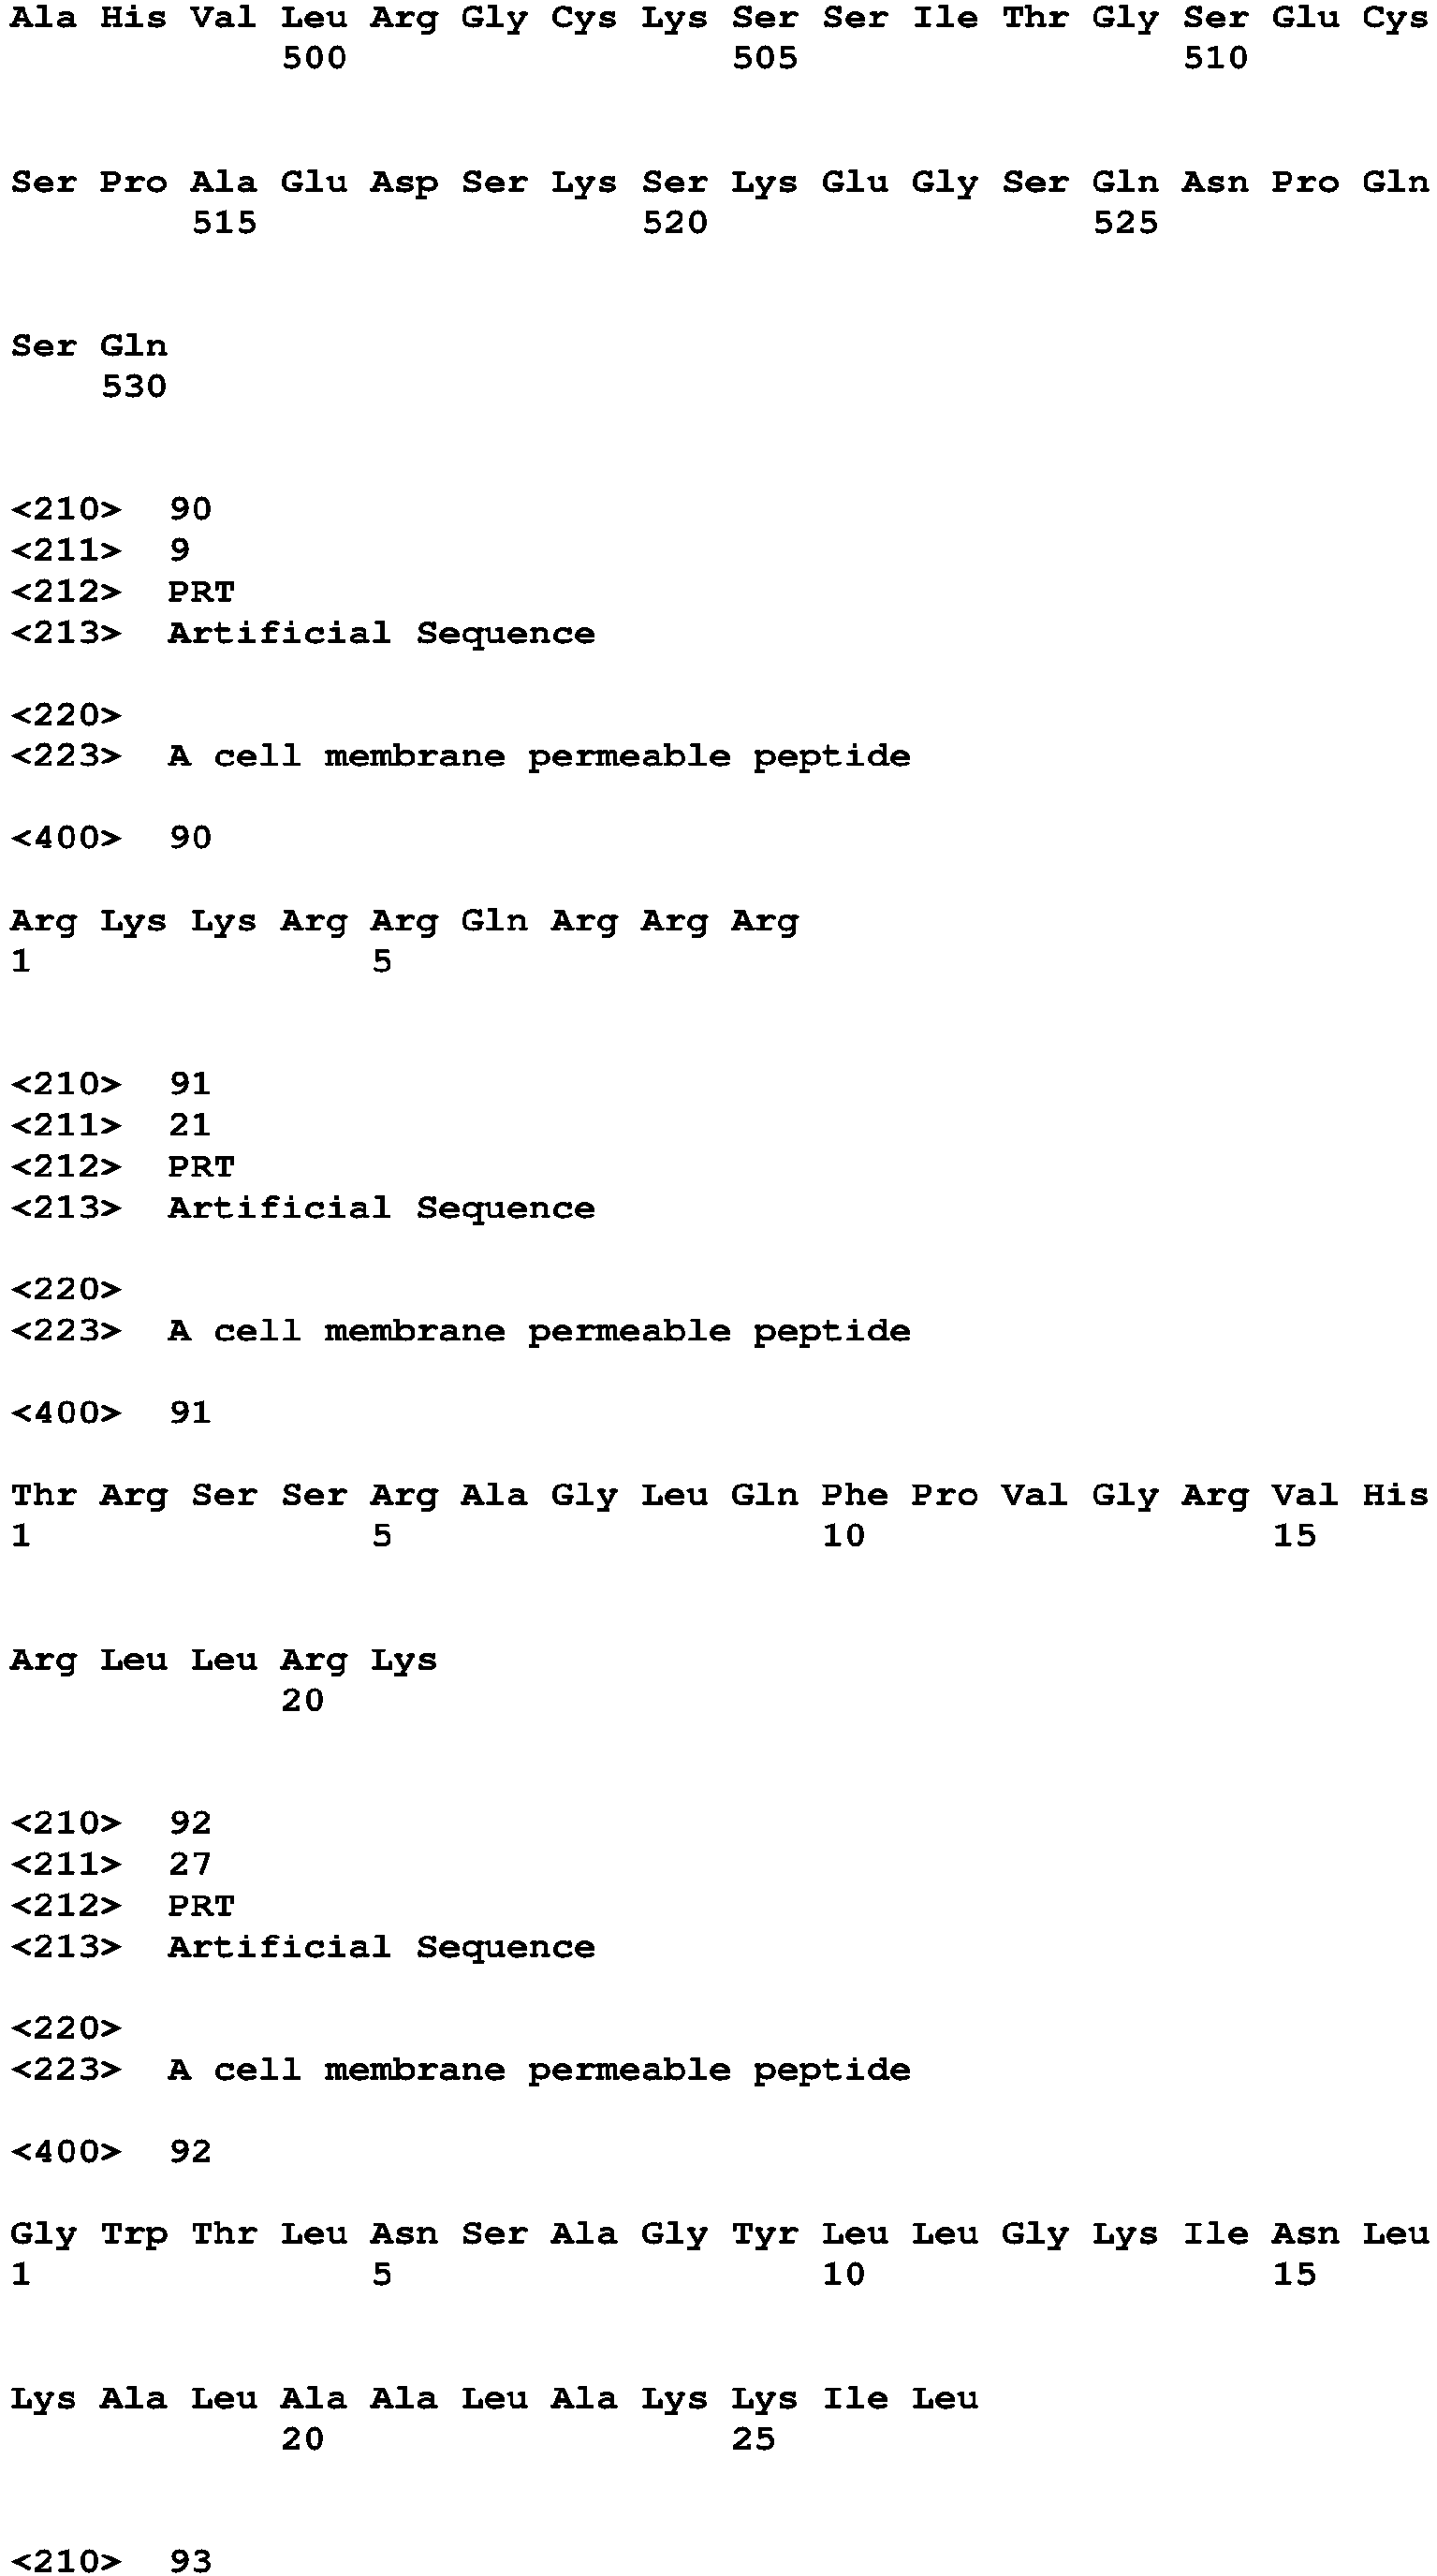 Ala His Val Leu Arg Gly Cys Lys Ser Ser Ile Thr Gly Ser Glu Cys
500 505 510
Ser Pro Ala Glu Asp Ser Lys Ser Lys Glu Gly Ser Gln Asn Pro Gln
515 520 525
Ser Gln
530
<210> 90
<211> 9
<212> PRT
<213> Artificial Sequence
<220>
<223> A cell membrane permeable peptide
<400> 90
Arg Lys Lys Arg Arg Gln Arg Arg Arg
1 5
<210> 91
<211> 21
<212> PRT
<213> Artificial Sequence
<220>
<223> A cell membrane permeable peptide
<400> 91
Thr Arg Ser Ser Arg Ala Gly Leu Gln Phe Pro Val Gly Arg Val His
1 5 10 15
Arg Leu Leu Arg Lys
20
<210> 92
<211> 27
<212> PRT
<213> Artificial Sequence
<220>
<223> A cell membrane permeable peptide
<400> 92
Gly Trp Thr Leu Asn Ser Ala Gly Tyr Leu Leu Gly Lys Ile Asn Leu
1 5 10 15
Lys Ala Leu Ala Ala Leu Ala Lys Lys Ile Leu
20 25
<210> 93